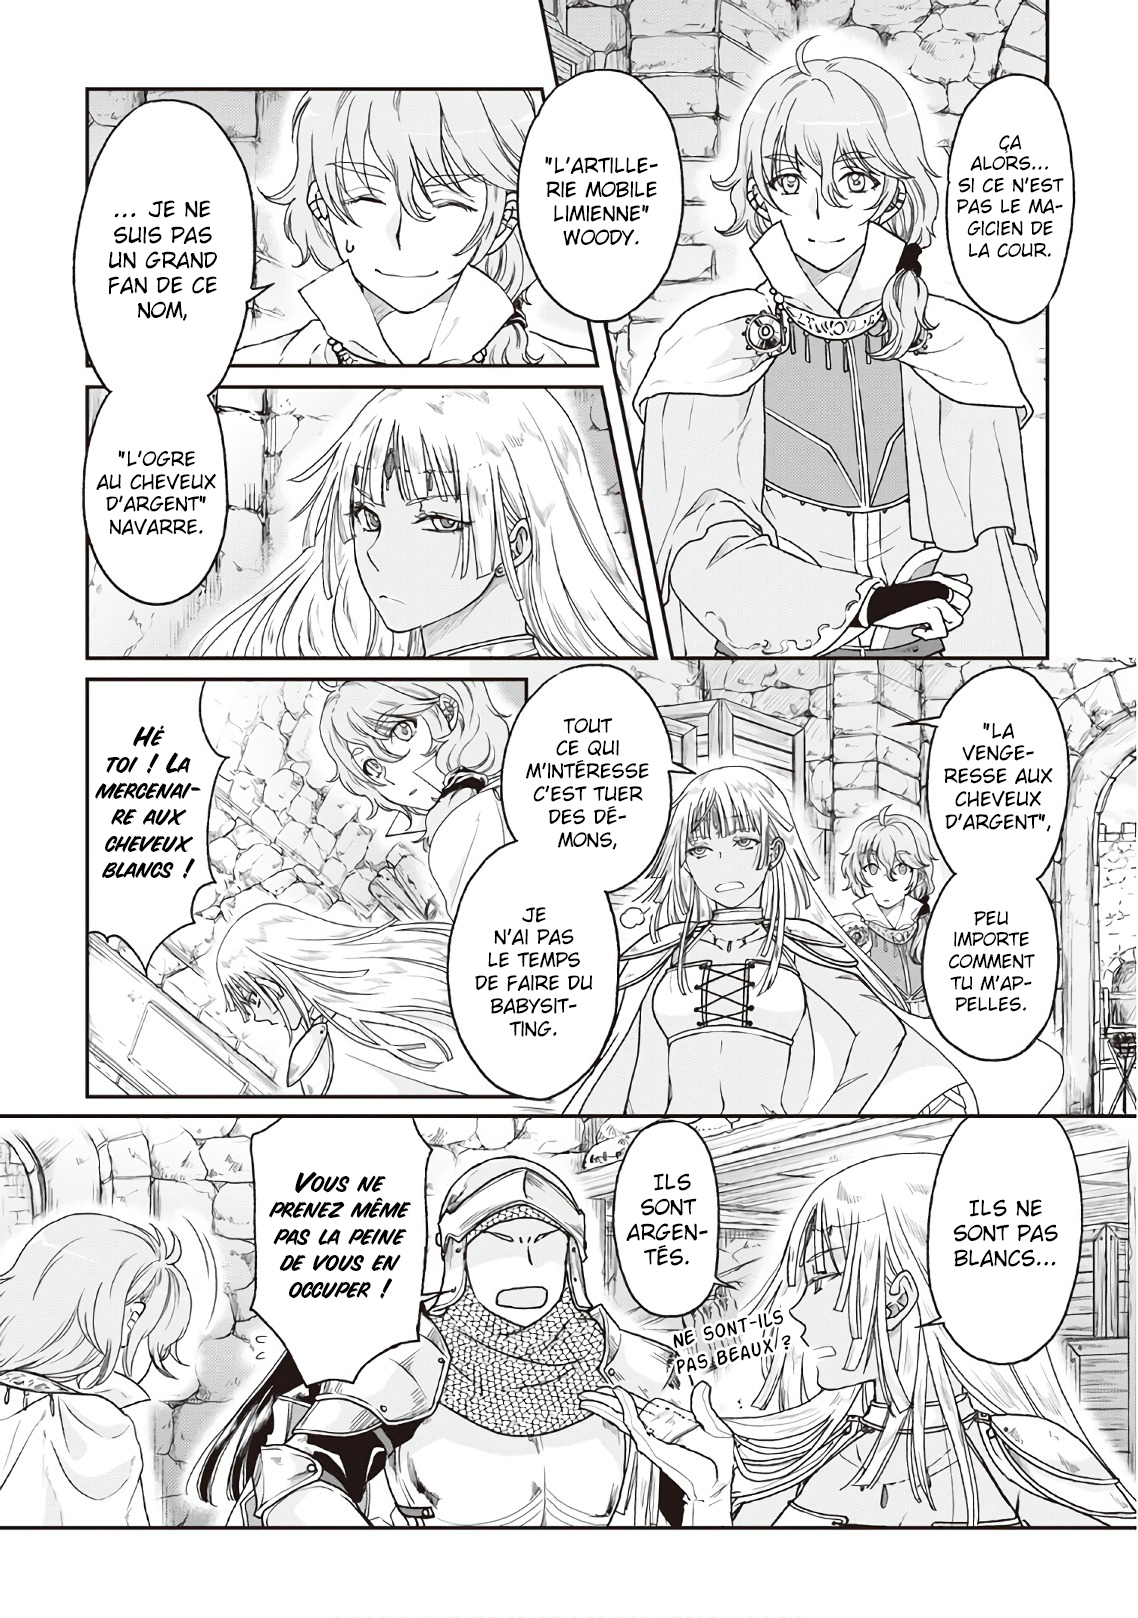 ÇA
ALORS...
SI CE N'EST
PAS LE MA-
GICIEN DE
LA COUR.
"L'ARTILLE-
RIE MOBILE
LIMIENNE"
WOODY.
... JE NE
SUIS PAS
UN GRAND
FAN DE CE
NOM,
"L'OGRE
AU CHEVEUX
D'ARGENT"
NAVARRE.
"LA
VENGE-
RESSE AUX
CHEVEUX
D'ARGENT",
PEU
IMPORTE
COMMENT
TU M'AP-
PELLES.
TOUT
CE QUI
M'INTÉRESSE
C'EST TUER
DES DÉ-
MONS,
JE
N'AI PAS
LE TEMPS
DE FAIRE DU
BABYSIT-
TING.
HÉ
TOI ! LA
MERCENAI-
RE AUX
CHEVEUX
BLANCS !
ILS NE
SONT PAS
BLANCS...
ILS
SONT
ARGEN-
TÉS.
NE SONT-ILS
PAS BEAUX ?
VOUS NE
PRENEZ MÊME
PAS LA PEINE
DE VOUS EN
OCCUPER !